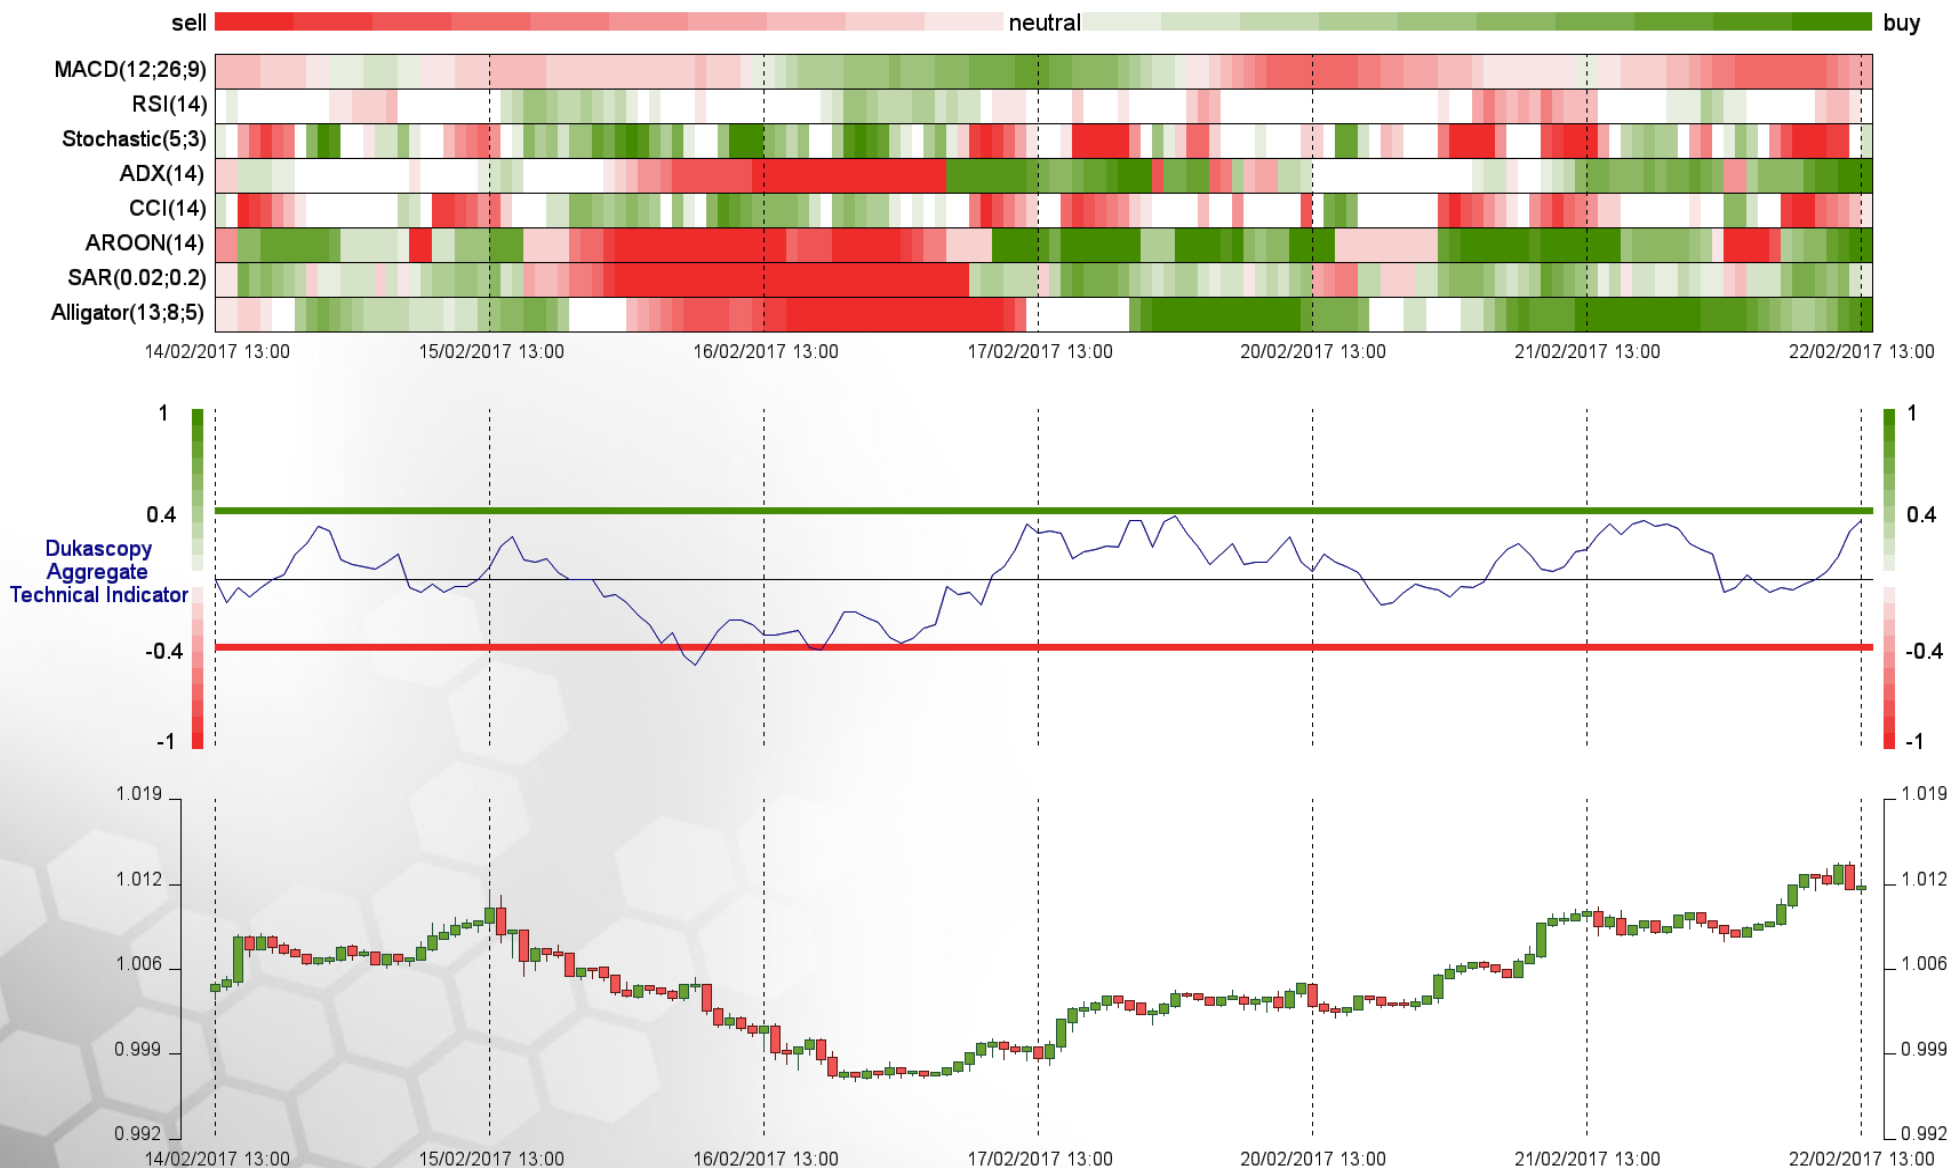 sell neutral buy
MACD(12;26;9)
RSI(14)
Stochastic(5;3)
ADX(14)
CCI(14)
AROON(14)
SAR(0.02;0.2)
Alligator(13;8;5)
14/02/2017 13:00 15/02/2017 13:00 16/02/2017 13:00 17/02/2017 13:00 20/02/2017 13:00 21/02/2017 13:00 22/02/2017 13:00
1 1
0.4 0.4
Dukascopy
Aggregate
Technical Indicator
-0.4 -0.4
-1 -1
1.019 1.019
1.012 1.012
1.006 1.006
0.999 0.999
0.992 0.992
14/02/2017 13:00 15/02/2017 13:00 16/02/2017 13:00 17/02/2017 13:00 20/02/2017 13:00 21/02/2017 13:00 22/02/2017 13:00